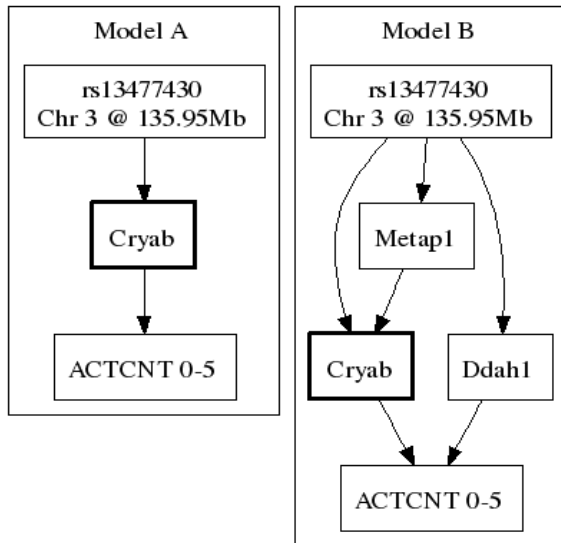 Model A
rs13477430
Chr 3 @ 135.95Mb
Cryab
ACTCNT 0-5
Model B
rs13477430
Chr 3 @ 135.95Mb
Metap1
Cryab
Ddah1
ACTCNT 0-5